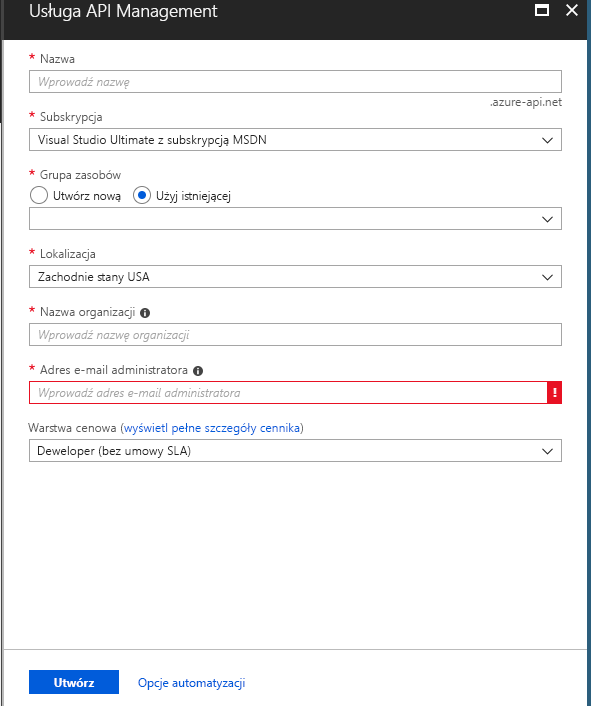 Usługa API Management
* Nazwa
Wprowadź nazwę
.azure-api.net
* Subskrypcja
Visual Studio Ultimate z subskrypcją MSDN
* Grupa zasobów
Utwórz nową Użyj istniejącej
* Lokalizacja
Zachodnie stany USA
* Nazwa organizacji
Wprowadź nazwę organizacji
* Adres e-mail administratora
Wprowadź adres e-mail administratora
Warstwa cenowa (wyświetl pełne szczegóły cennika)
Deweloper (bez umowy SLA)
Utwórz Opcje automatyzacji